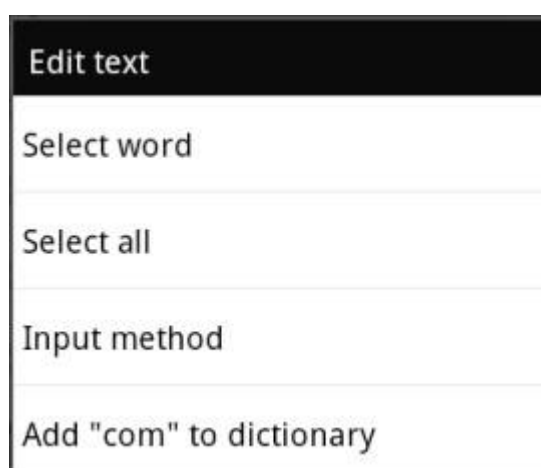 Edit text
Select word
Select all
Input method
Add "com" to dictionary